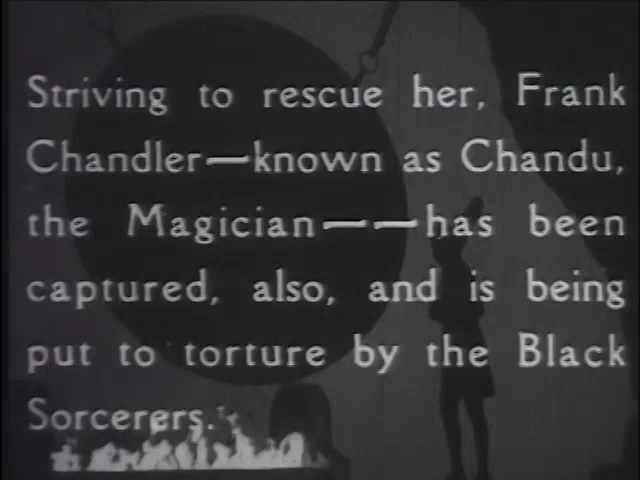 Striving to rescue her, Frank
Chandler—known as Chandu,
the Magician——has been
captured, also, and is being
put to torture by the Black
Sorcerers.